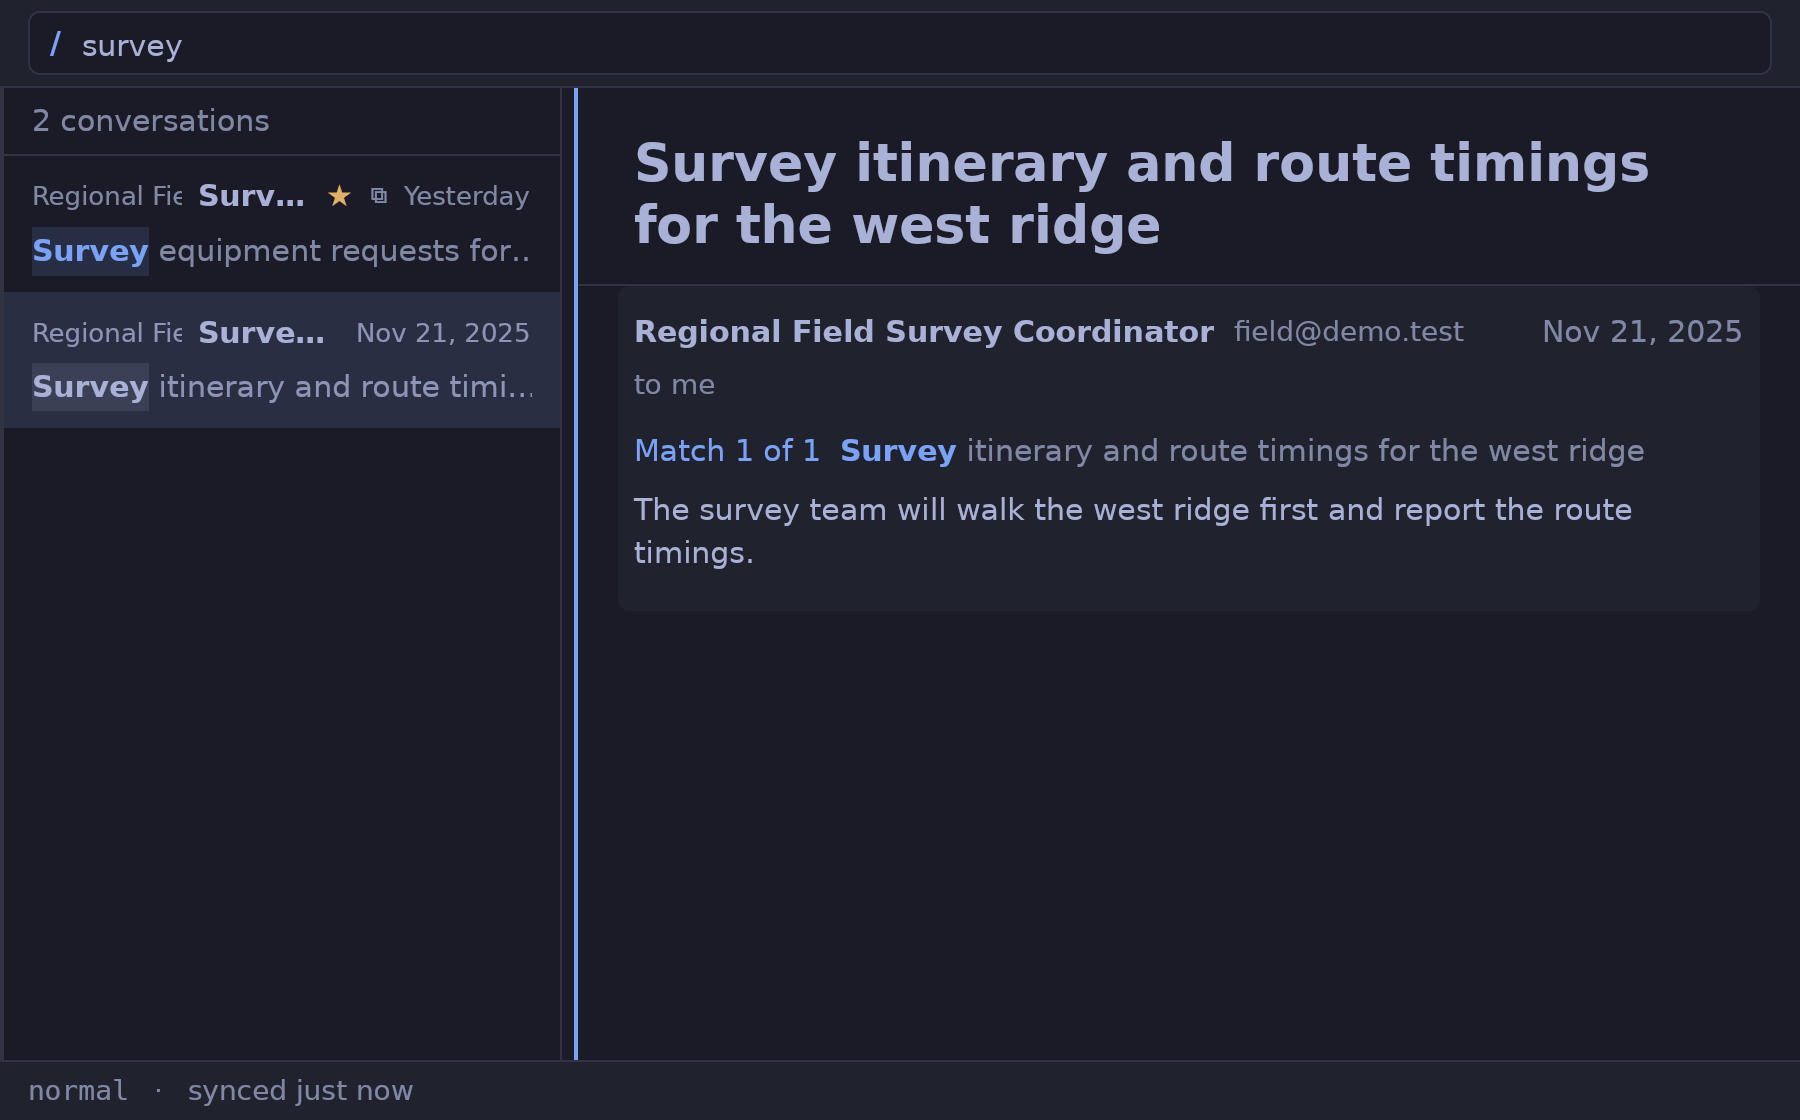 / survey
2 conversations
Regional Fie Surv… ★ Yesterday
Survey equipment requests for..
Regional Fie Surve… Nov 21, 2025
Survey itinerary and route timi…
Survey itinerary and route timings
for the west ridge
Regional Field Survey Coordinator field@demo.test Nov 21, 2025
to me
Match 1 of 1 Survey itinerary and route timings for the west ridge
The survey team will walk the west ridge first and report the route
timings.
normal · synced just now